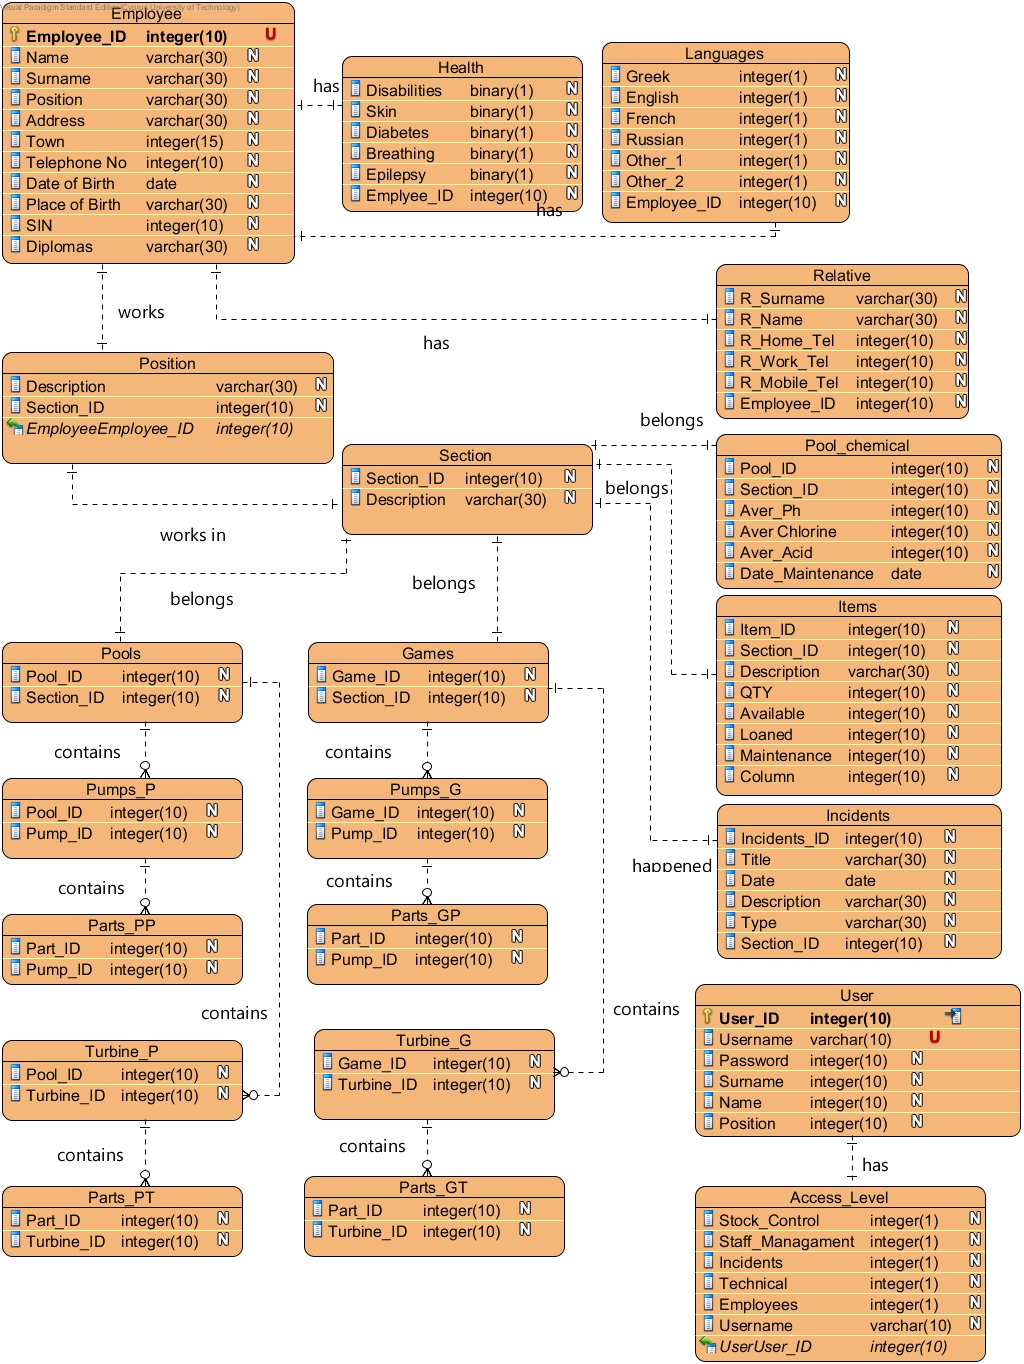 Visual Paradigm Standard Edition(Cyprus University of Technology)
Employee
Employee_ID integer(10) U
Name varchar(30) N
Surname varchar(30) N
Position varchar(30) N
Address varchar(30) N
Town integer(15) N
Telephone No integer(10) N
Date of Birth date N
Place of Birth varchar(30) N
SIN integer(10) N
Diplomas varchar(30) N
has
Health
Disabilities binary(1) N
Skin binary(1) N
Diabetes binary(1) N
Breathing binary(1) N
Epilepsy binary(1) N
Emplyee_ID integer(10) N
has
Languages
Greek integer(1) N
English integer(1) N
French integer(1) N
Russian integer(1) N
Other_1 integer(1) N
Other_2 integer(1) N
Employee_ID integer(10) N
works
has
Relative
R_Surname varchar(30) N
R_Name varchar(30) N
R_Home_Tel integer(10) N
R_Work_Tel integer(10) N
R_Mobile_Tel integer(10) N
Employee_ID integer(10) N
Position
Description varchar(30) N
Section_ID integer(10) N
EmployeeEmployee_ID integer(10)
works in
Section
Section_ID integer(10) N
Description varchar(30) N
belongs
belongs
Pool_chemical
Pool_ID integer(10) N
Section_ID integer(10) N
Aver_Ph integer(10) N
Aver Chlorine integer(10) N
Aver_Acid integer(10) N
Date_Maintenance date N
belongs
belongs
Items
Item_ID integer(10) N
Section_ID integer(10) N
Description varchar(30) N
QTY integer(10) N
Available integer(10) N
Loaned integer(10) N
Maintenance integer(10) N
Column integer(10) N
Pools
Pool_ID integer(10) N
Section_ID integer(10) N
Games
Game_ID integer(10) N
Section_ID integer(10) N
contains
contains
Pumps_P
Pool_ID integer(10) N
Pump_ID integer(10) N
Pumps_G
Game_ID integer(10) N
Pump_ID integer(10) N
happened
Incidents
Incidents_ID integer(10) N
Title varchar(30) N
Date date N
Description varchar(30) N
Type varchar(30) N
Section_ID integer(10) N
contains
contains
Parts_PP
Part_ID integer(10) N
Pump_ID integer(10) N
Parts_GP
Part_ID integer(10) N
Pump_ID integer(10) N
contains
contains
Turbine_P
Pool_ID integer(10) N
Turbine_ID integer(10) N
Turbine_G
Game_ID integer(10) N
Turbine_ID integer(10) N
User
User_ID integer(10)
Username varchar(10) U
Password integer(10) N
Surname integer(10) N
Name integer(10) N
Position integer(10) N
contains
contains
has
Parts_PT
Part_ID integer(10) N
Turbine_ID integer(10) N
Parts_GT
Part_ID integer(10) N
Turbine_ID integer(10) N
Access_Level
Stock_Control integer(1) N
Staff_Managament integer(1) N
Incidents integer(1) N
Technical integer(1) N
Employees integer(1) N
Username varchar(10) N
UserUser_ID integer(10)